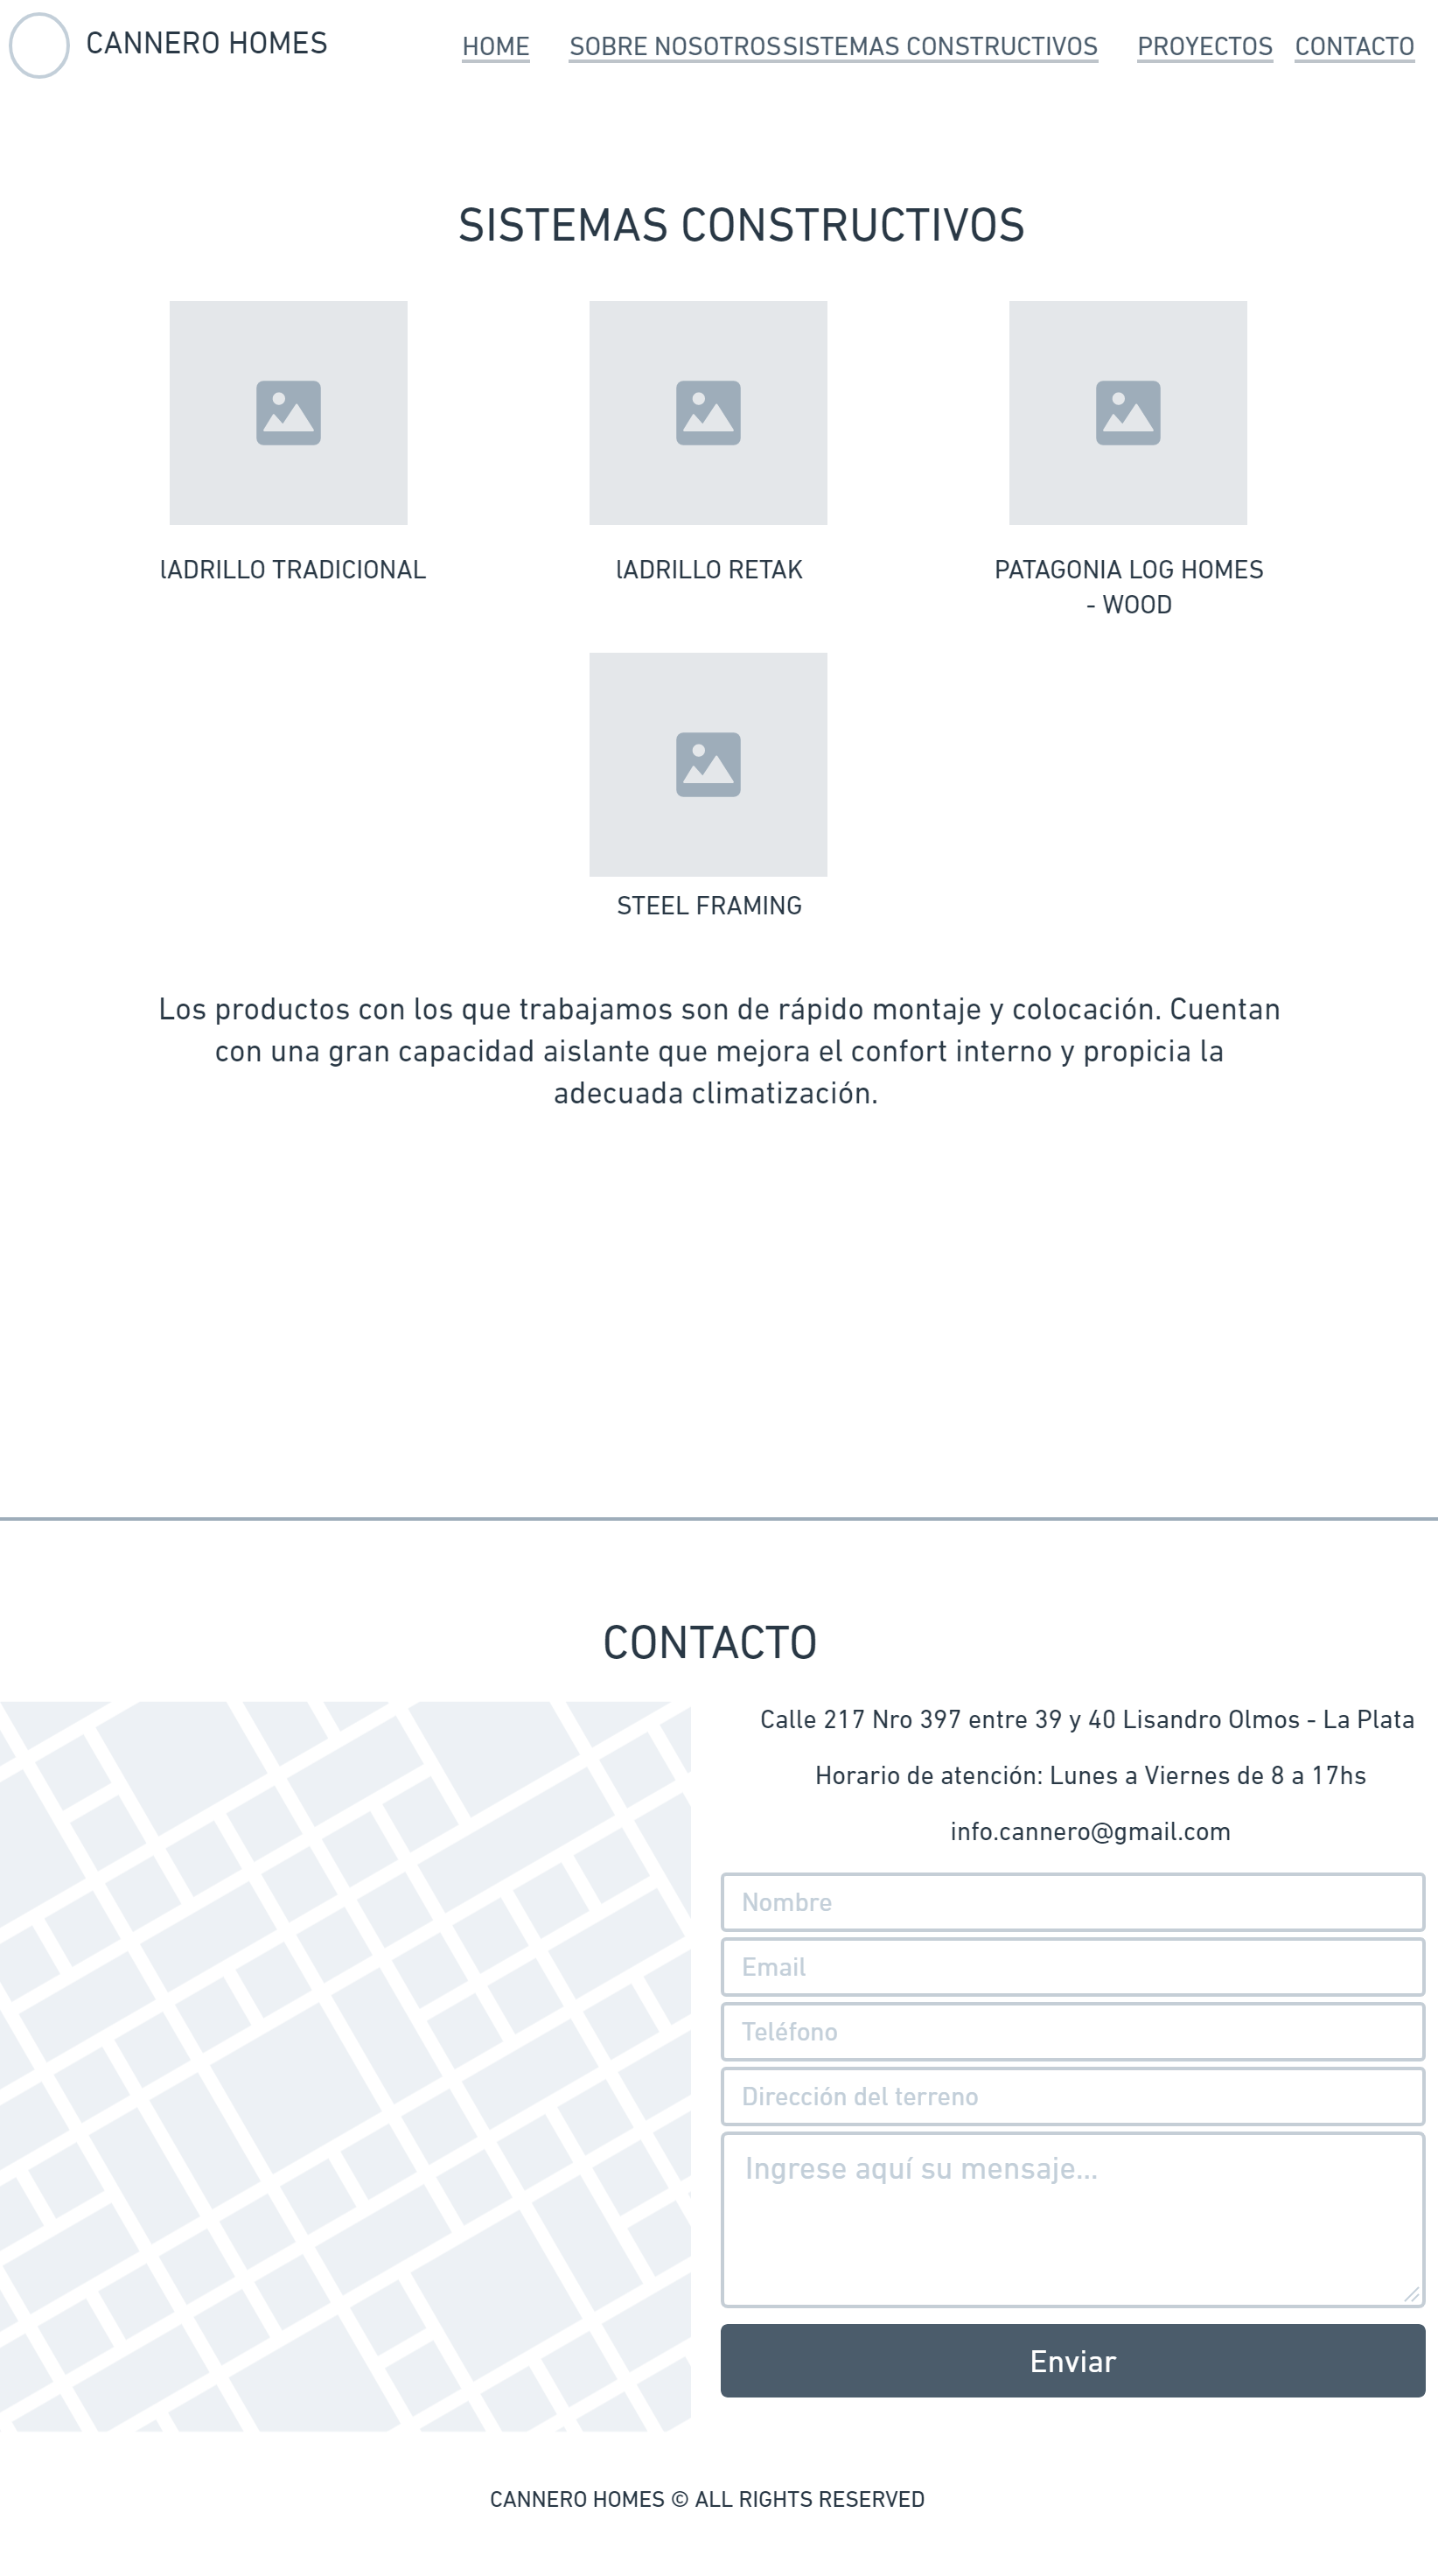 CANNERO HOMES
HOME SOBRE NOSOTROS SISTEMAS CONSTRUCTIVOS PROYECTOS CONTACTO
SISTEMAS CONSTRUCTIVOS
lADRILLO TRADICIONAL
lADRILLO RETAK
PATAGONIA LOG HOMES
- WOOD
STEEL FRAMING
Los productos con los que trabajamos son de rápido montaje y colocación. Cuentan
con una gran capacidad aislante que mejora el confort interno y propicia la
adecuada climatización.
CONTACTO
Calle 217 Nro 397 entre 39 y 40 Lisandro Olmos - La Plata
Horario de atención: Lunes a Viernes de 8 a 17hs
info.cannero@gmail.com
Nombre
Email
Teléfono
Dirección del terreno
Ingrese aquí su mensaje...
Enviar
CANNERO HOMES © ALL RIGHTS RESERVED